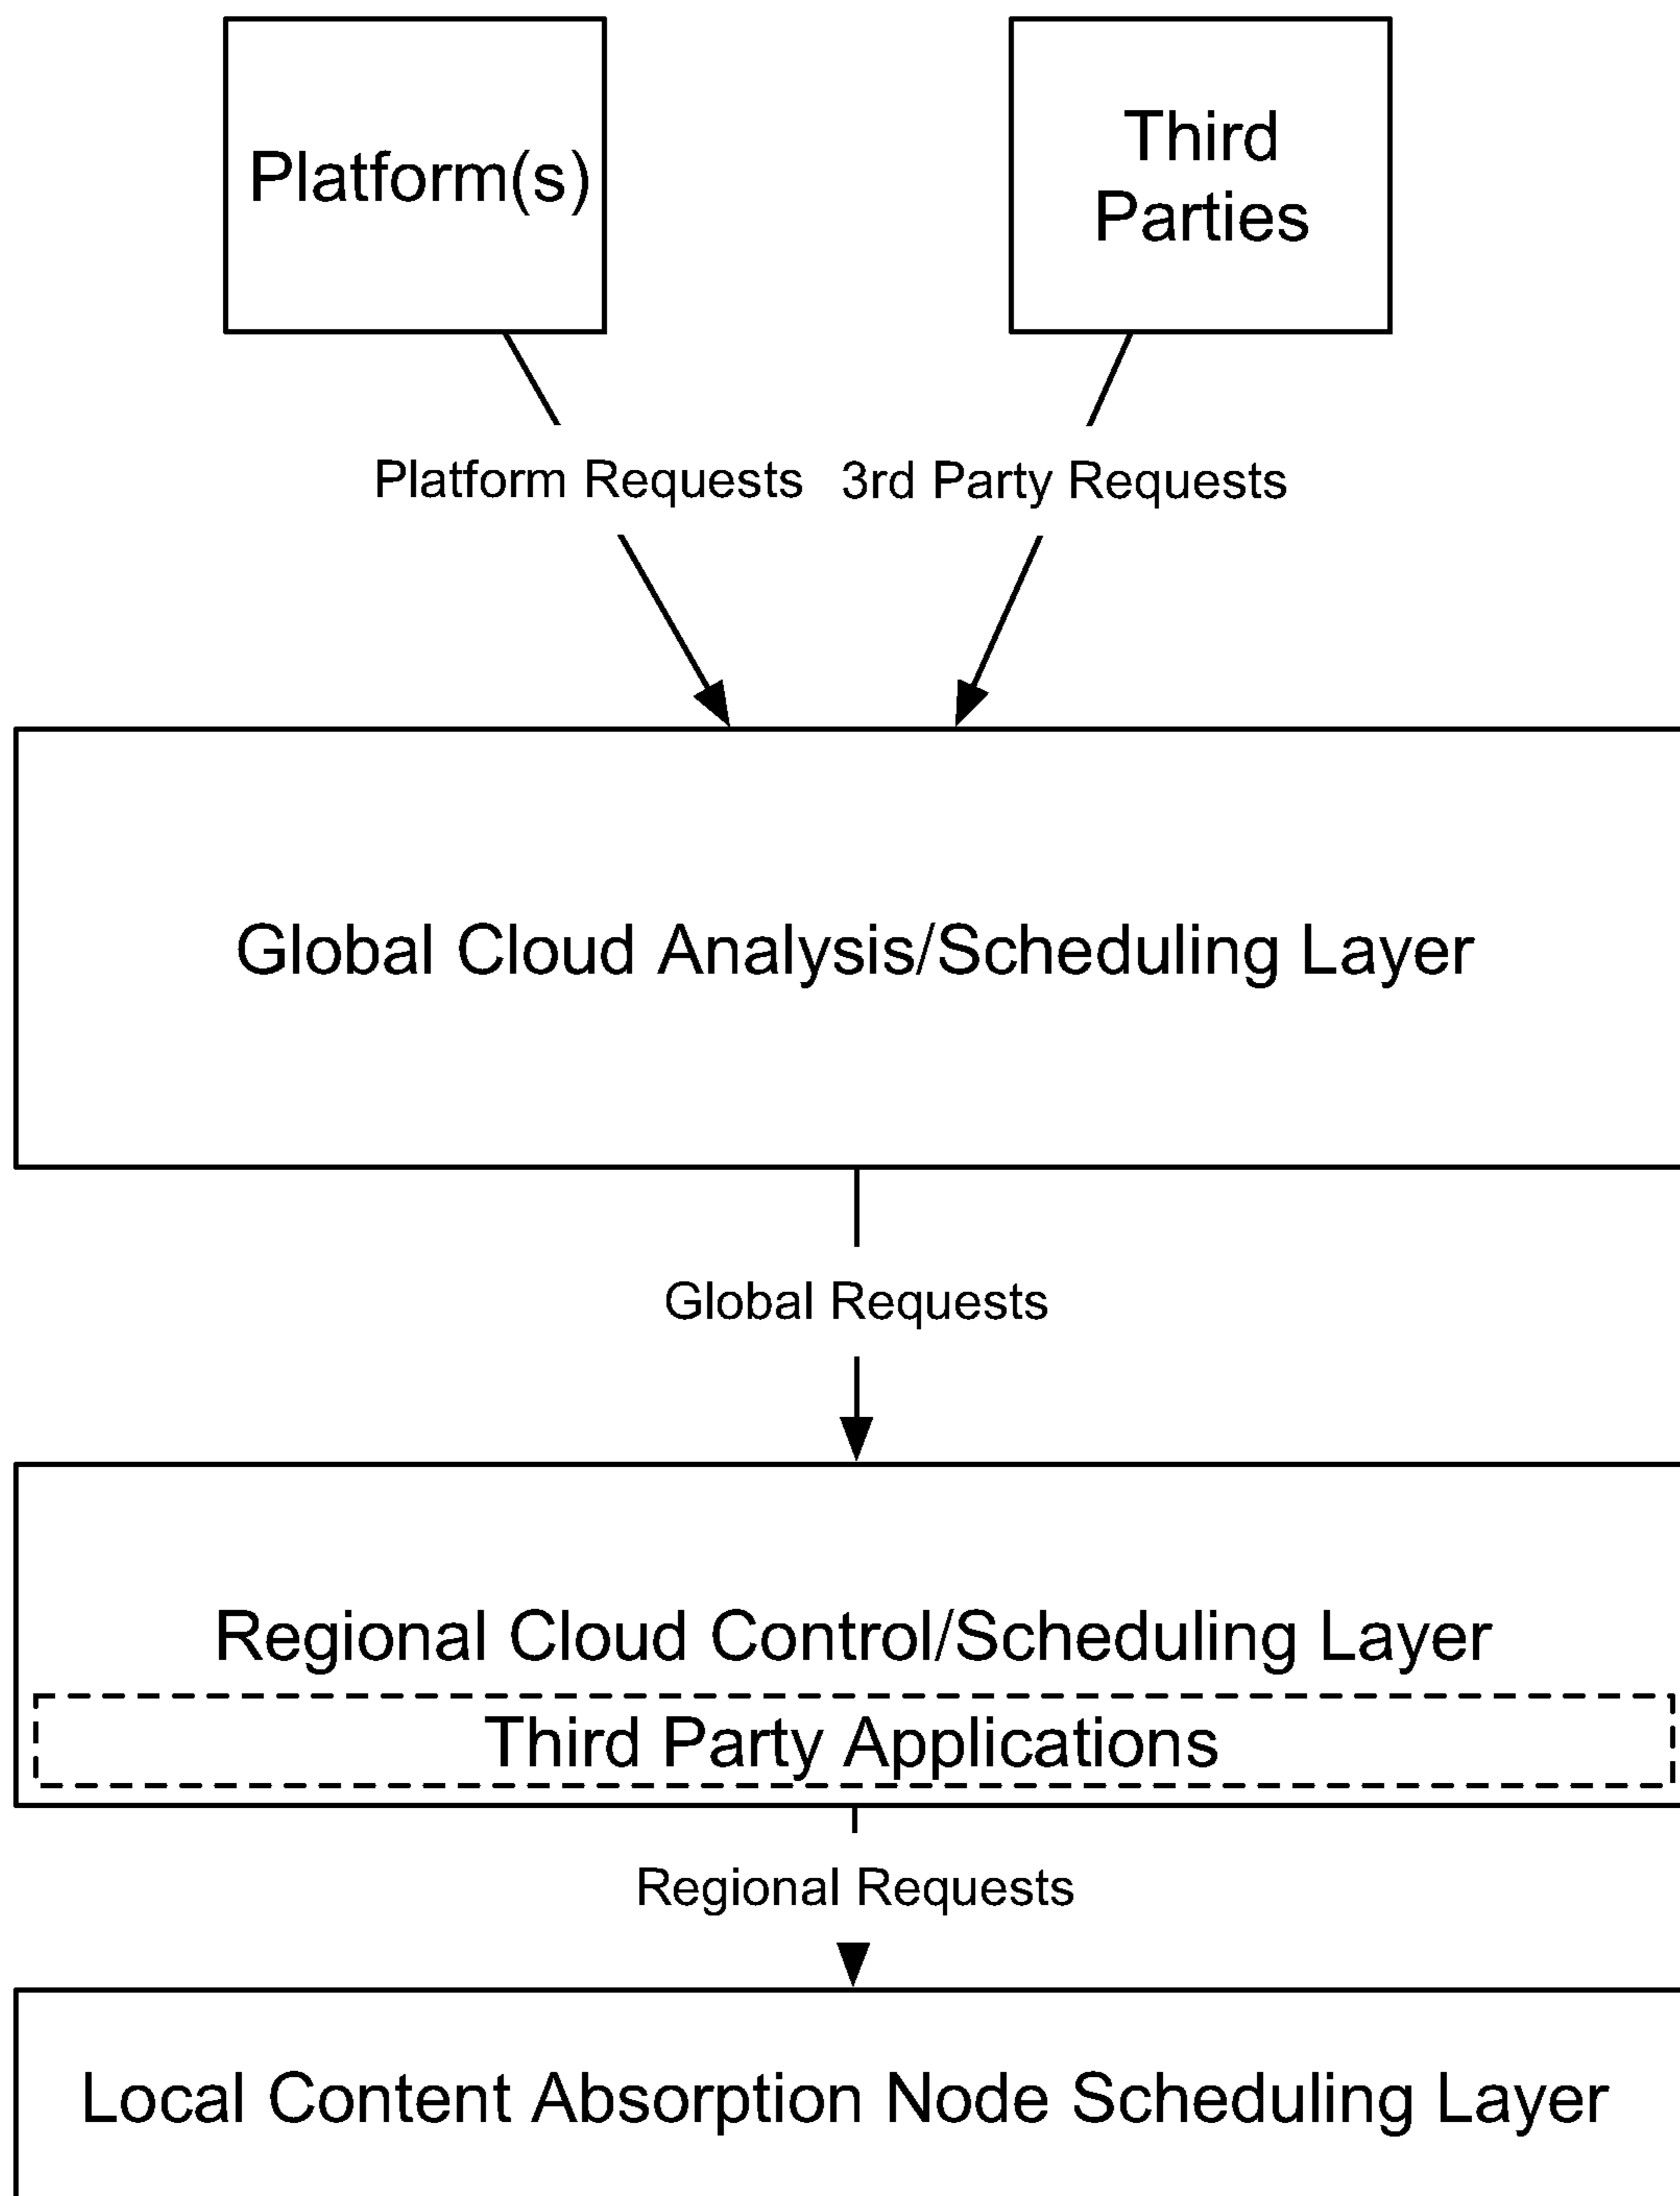 Platform(s)
Third
Parties
Platform Requests
3rd Party Requests
Global Cloud Analysis/Scheduling Layer
Global Requests
Regional Cloud Control/Scheduling Layer
Third Party Applications
Regional Requests
Local Content Absorption Node Scheduling Layer